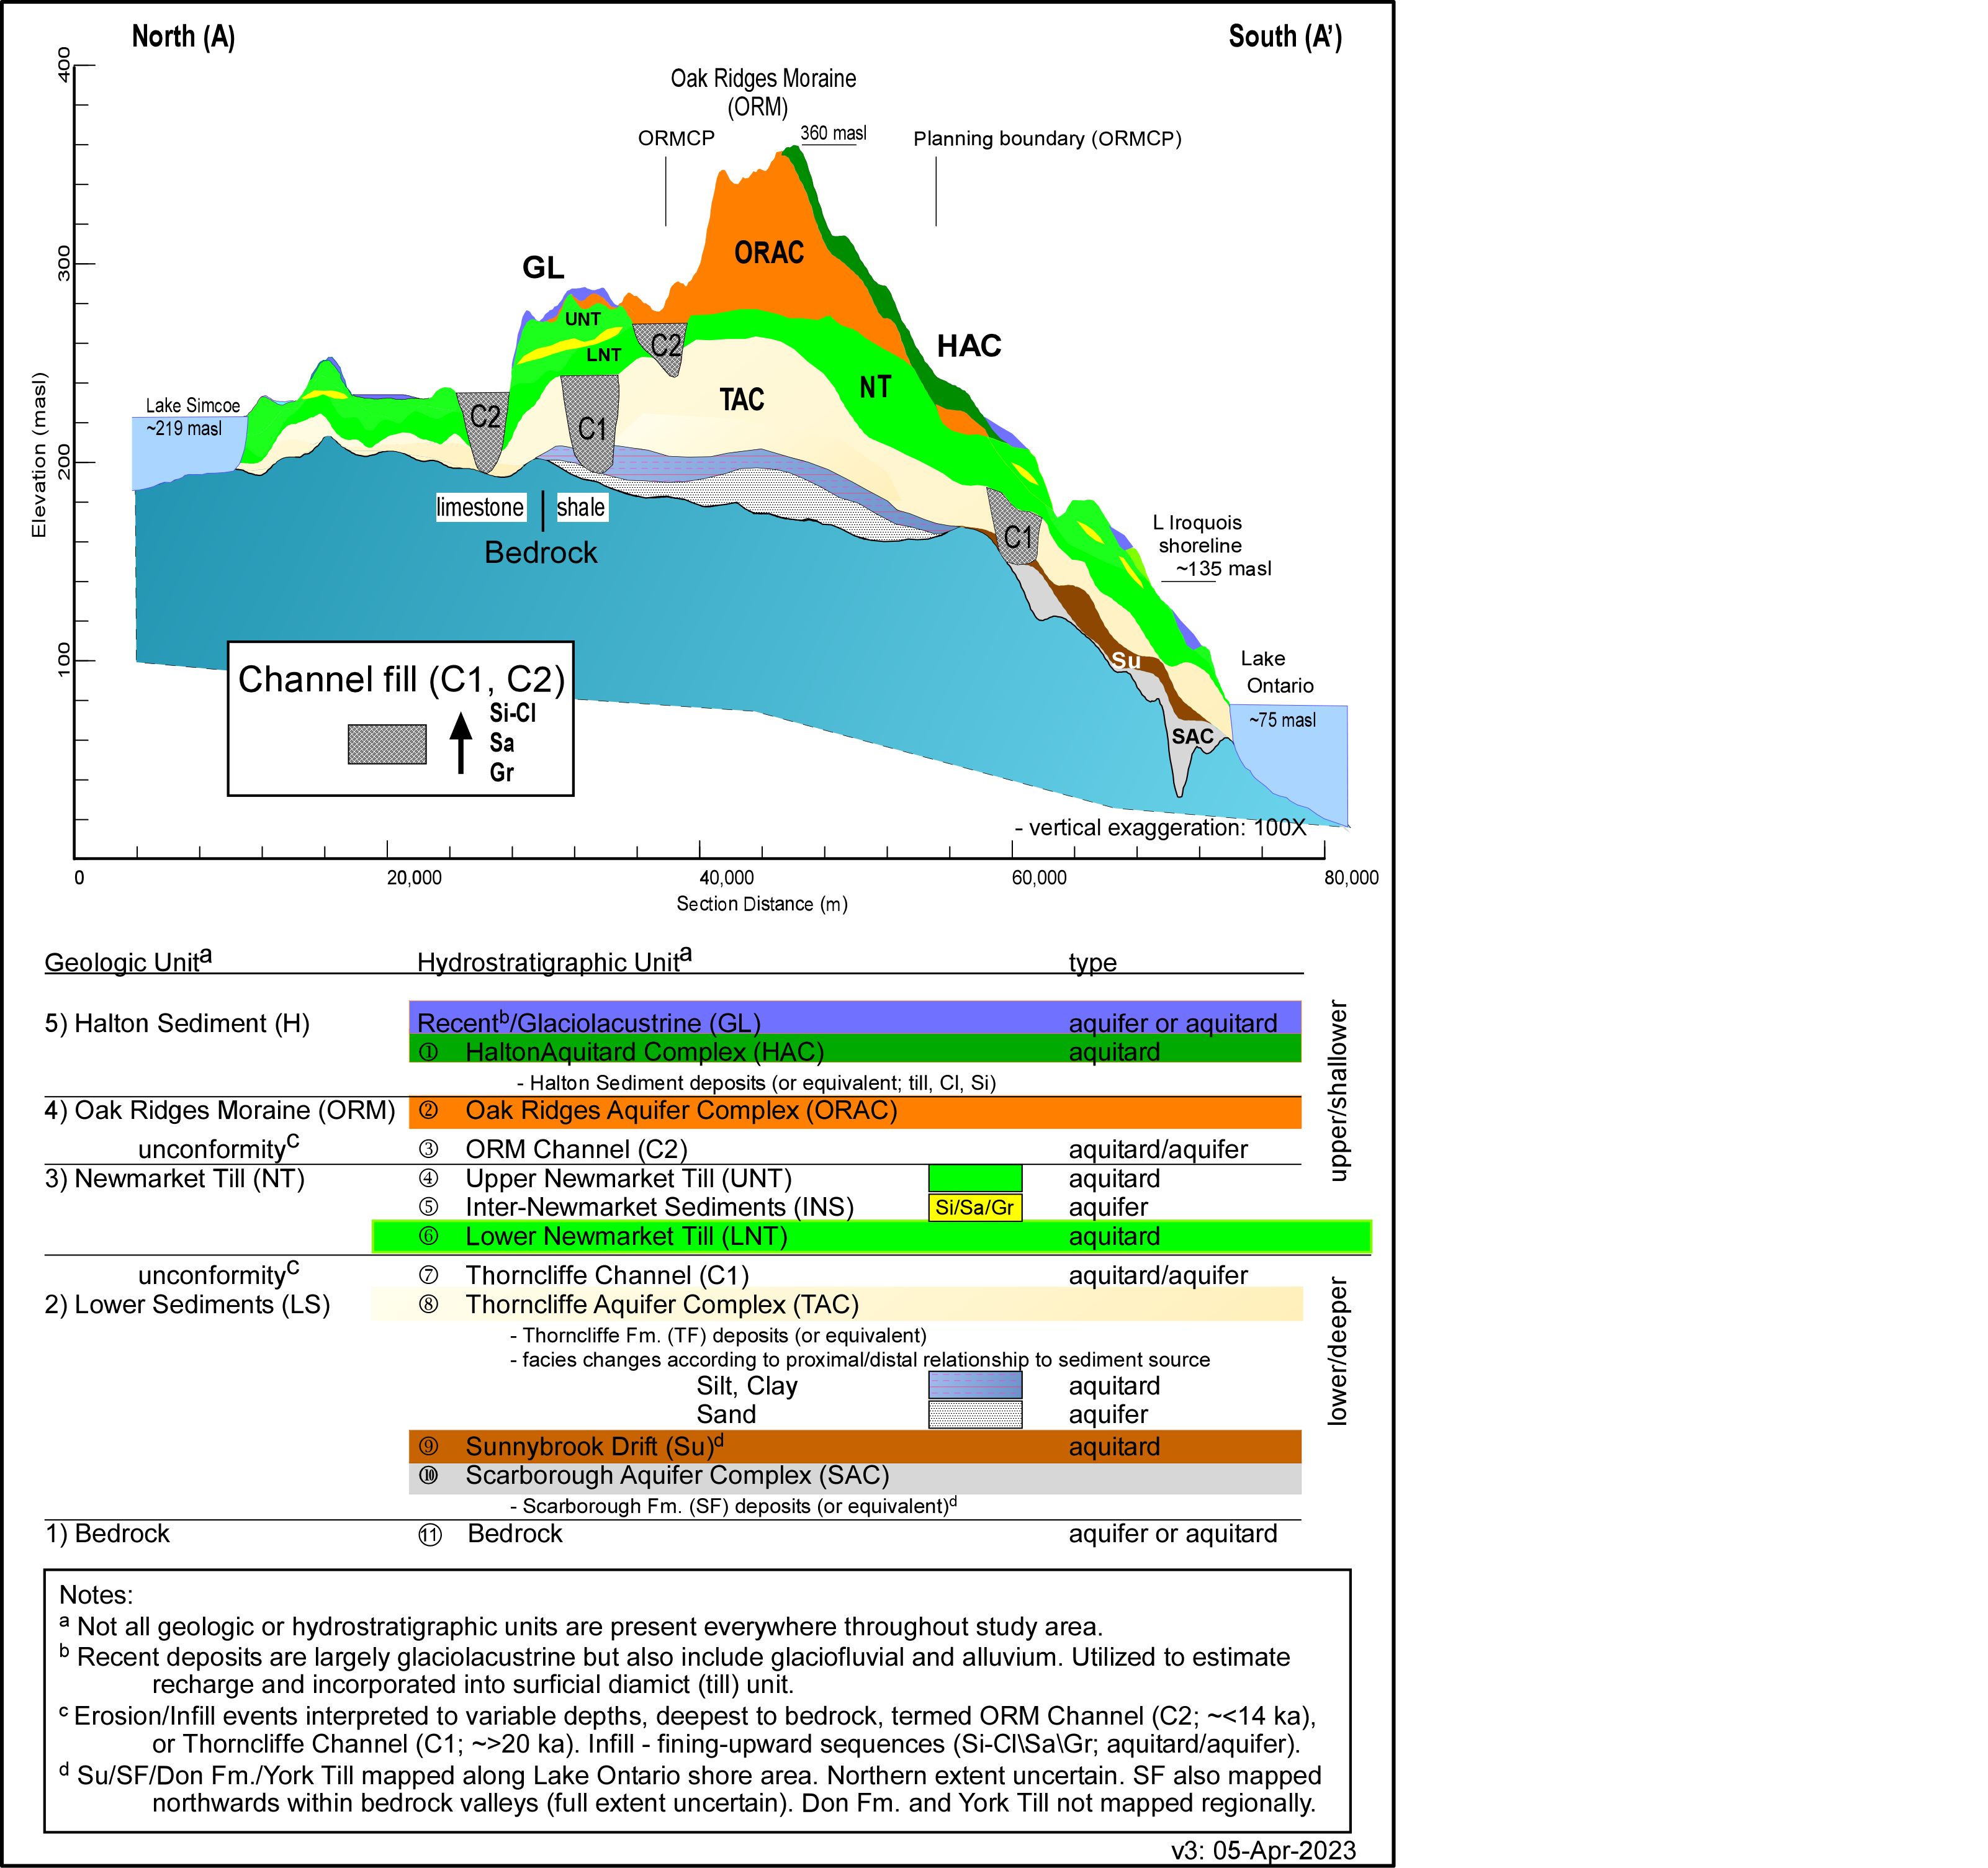 North (A)
South (A')
Oak Ridges Moraine
(ORM)
ORMCP
360 masl
Planning boundary (ORMCP)
400
300
200
100
Elevation (masl)
GL
ORAC
UNT
LNT
C2
HAC
NT
TAC
Lake Simcoe
~219 masl
C2
C1
limestone
shale
Bedrock
C1
L Iroquois
shoreline
~135 masl
Su
SAC
Lake
Ontario
~75 masl
Channel fill (C1, C2)
Si-Cl
Sa
Gr
- vertical exaggeration: 100X
0
20,000
40,000
60,000
80,000
Section Distance (m)
Geologic Unitᵃ Hydrostratigraphic Unitᵃ type
5) Halton Sediment (H) Recentᵇ/Glaciolacustrine (GL) aquifer or aquitard
① HaltonAquitard Complex (HAC) aquitard
- Halton Sediment deposits (or equivalent; till, Cl, Si)
4) Oak Ridges Moraine (ORM) ② Oak Ridges Aquifer Complex (ORAC)
unconformityᶜ ③ ORM Channel (C2) aquitard/aquifer
3) Newmarket Till (NT) ④ Upper Newmarket Till (UNT) aquitard
⑤ Inter-Newmarket Sediments (INS) Si/Sa/Gr aquifer
⑥ Lower Newmarket Till (LNT) aquitard
upper/shallower
unconformityᶜ ⑦ Thorncliffe Channel (C1) aquitard/aquifer
2) Lower Sediments (LS) ⑧ Thorncliffe Aquifer Complex (TAC)
- Thorncliffe Fm. (TF) deposits (or equivalent)
- facies changes according to proximal/distal relationship to sediment source
Silt, Clay aquitard
Sand aquifer
⑨ Sunnybrook Drift (Su)ᵈ aquitard
⑩ Scarborough Aquifer Complex (SAC)
- Scarborough Fm. (SF) deposits (or equivalent)ᵈ
lower/deeper
1) Bedrock ⑪ Bedrock aquifer or aquitard
Notes:
ᵃ Not all geologic or hydrostratigraphic units are present everywhere throughout study area.
ᵇ Recent deposits are largely glaciolacustrine but also include glaciofluvial and alluvium. Utilized to estimate
recharge and incorporated into surficial diamict (till) unit.
ᶜ Erosion/Infill events interpreted to variable depths, deepest to bedrock, termed ORM Channel (C2; ~<14 ka),
or Thorncliffe Channel (C1; ~>20 ka). Infill - fining-upward sequences (Si-Cl\Sa\Gr; aquitard/aquifer).
ᵈ Su/SF/Don Fm./York Till mapped along Lake Ontario shore area. Northern extent uncertain. SF also mapped
northwards within bedrock valleys (full extent uncertain). Don Fm. and York Till not mapped regionally.
v3: 05-Apr-2023